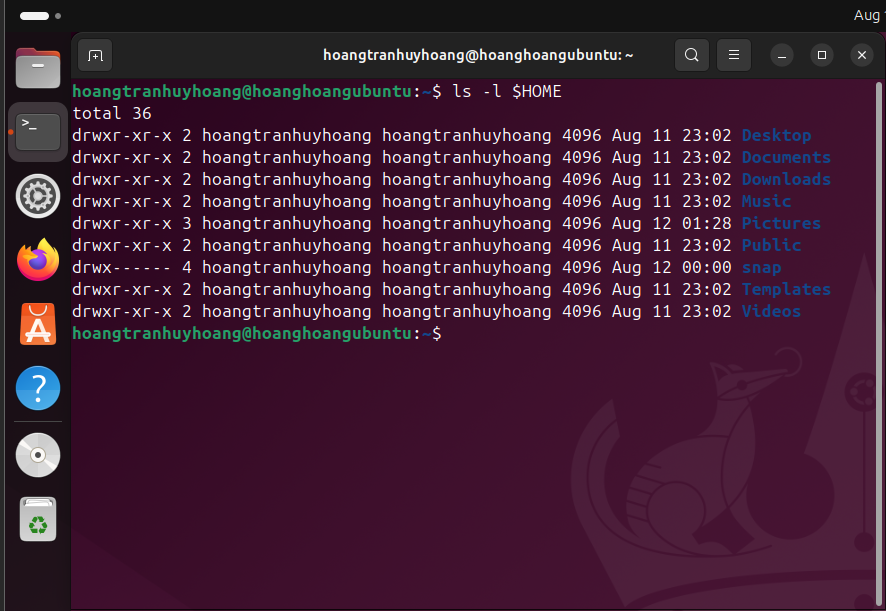 Aug
hoangtranhuyhoang@hoanghoangubuntu: ~
hoangtranhuyhoang@hoanghoangubuntu:~$ ls -l $HOME
total 36
drwxr-xr-x 2 hoangtranhuyhoang hoangtranhuyhoang 4096 Aug 11 23:02 Desktop
drwxr-xr-x 2 hoangtranhuyhoang hoangtranhuyhoang 4096 Aug 11 23:02 Documents
drwxr-xr-x 2 hoangtranhuyhoang hoangtranhuyhoang 4096 Aug 11 23:02 Downloads
drwxr-xr-x 2 hoangtranhuyhoang hoangtranhuyhoang 4096 Aug 11 23:02 Music
drwxr-xr-x 3 hoangtranhuyhoang hoangtranhuyhoang 4096 Aug 12 01:28 Pictures
drwxr-xr-x 2 hoangtranhuyhoang hoangtranhuyhoang 4096 Aug 11 23:02 Public
drwx------ 4 hoangtranhuyhoang hoangtranhuyhoang 4096 Aug 12 00:00 snap
drwxr-xr-x 2 hoangtranhuyhoang hoangtranhuyhoang 4096 Aug 11 23:02 Templates
drwxr-xr-x 2 hoangtranhuyhoang hoangtranhuyhoang 4096 Aug 11 23:02 Videos
hoangtranhuyhoang@hoanghoangubuntu:~$